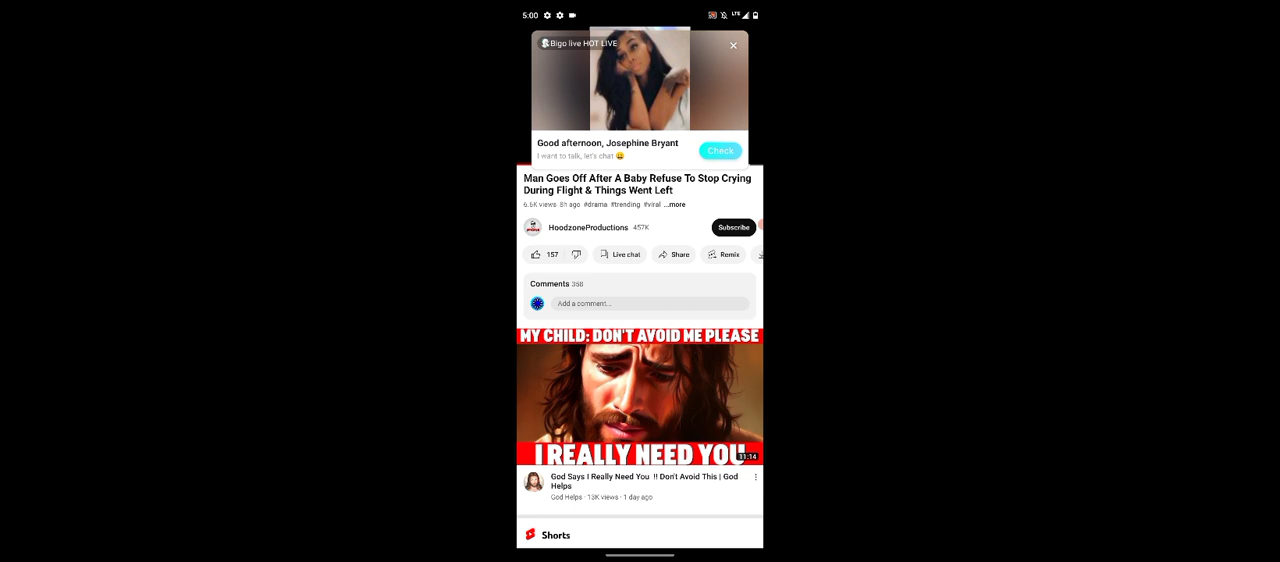 5:00
LTE
Bigo live HOT LIVE
Good afternoon, Josephine Bryant
I want to talk, let's chat 😀
Check
Man Goes Off After A Baby Refuse To Stop Crying
During Flight & Things Went Left
6.6K views 8h ago #drama #trending #viral ...more
HoodzoneProductions 457K
Subscribe
157
Live chat
Share
Remix
Comments 358
Add a comment...
MY CHILD: DON'T AVOID ME PLEASE
I REALLY NEED YOU
11:14
God Says I Really Need You !! Don't Avoid This | God
Helps
God Helps · 13K views · 1 day ago
Shorts